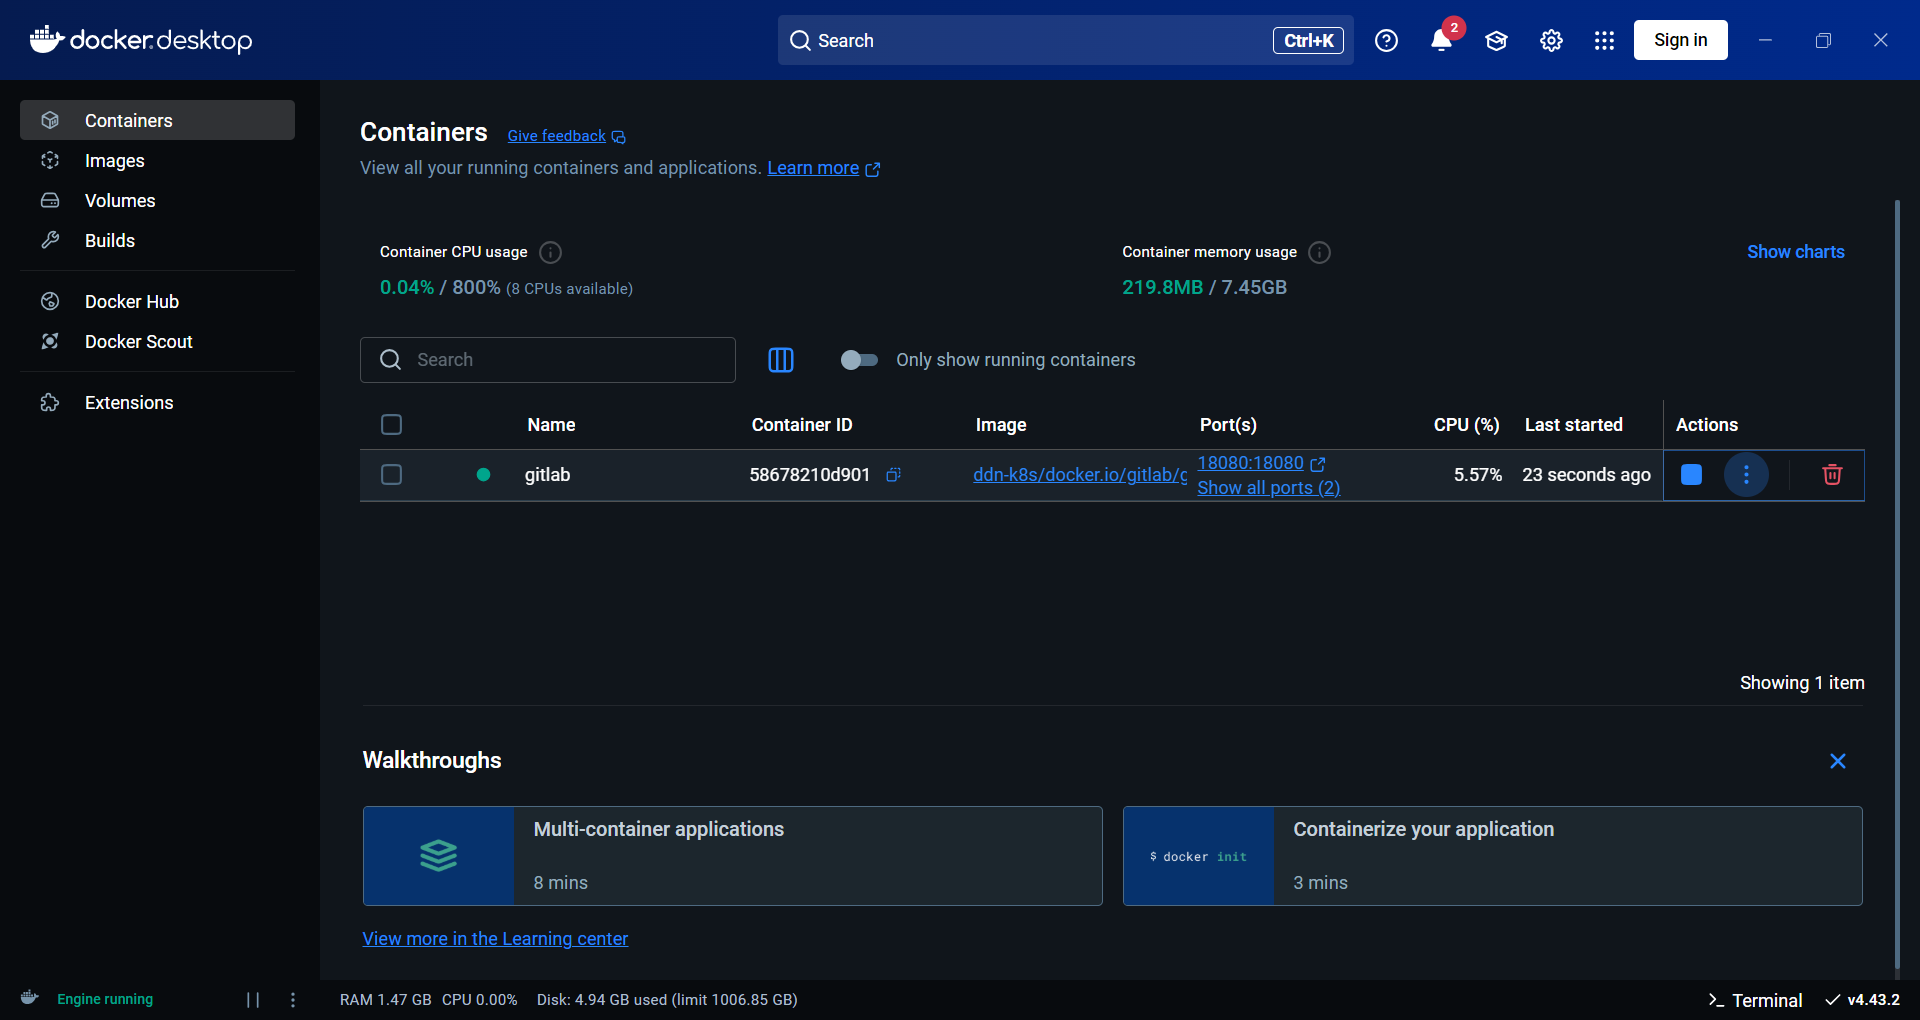 docker.desktop
Search
Ctrl+K
2
Sign in
Containers
Images
Volumes
Builds
Docker Hub
Docker Scout
Extensions
Containers Give feedback
View all your running containers and applications. Learn more
Container CPU usage
0.04% / 800% (8 CPUs available)
Container memory usage
219.8MB / 7.45GB
Show charts
Search
Only show running containers
Name Container ID Image Port(s) CPU (%) Last started Actions
gitlab 58678210d901 ddn-k8s/docker.io/gitlab/g 18080:18080 5.57% 23 seconds ago
Show all ports (2)
Showing 1 item
Walkthroughs
Multi-container applications
8 mins
$ docker init
Containerize your application
3 mins
View more in the Learning center
Engine running
RAM 1.47 GB CPU 0.00% Disk: 4.94 GB used (limit 1006.85 GB)
>_ Terminal
v4.43.2